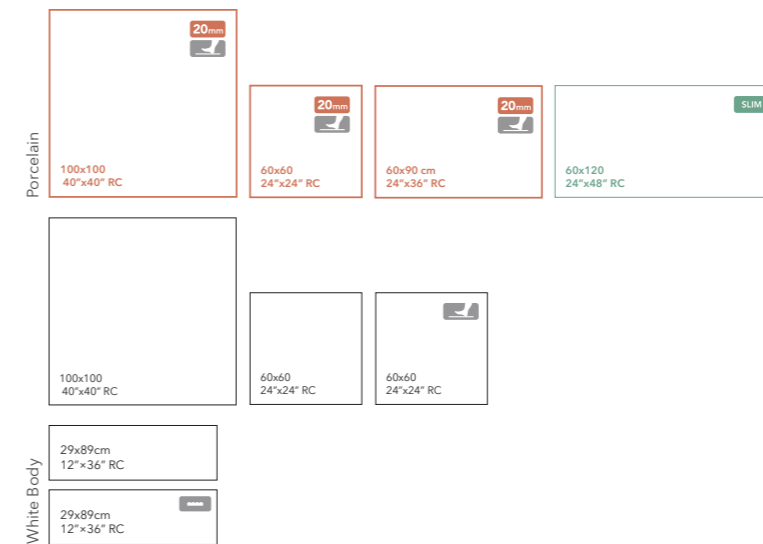 Porcelain
20mm
100x100
40"x40" RC
20mm
60x60
24"x24" RC
20mm
60x90 cm
24"x36" RC
SLIM
60x120
24"x48" RC
100x100
40"x40" RC
60x60
24"x24" RC
60x60
24"x24" RC
White Body
29x89cm
12"×36" RC
29x89cm
12"×36" RC